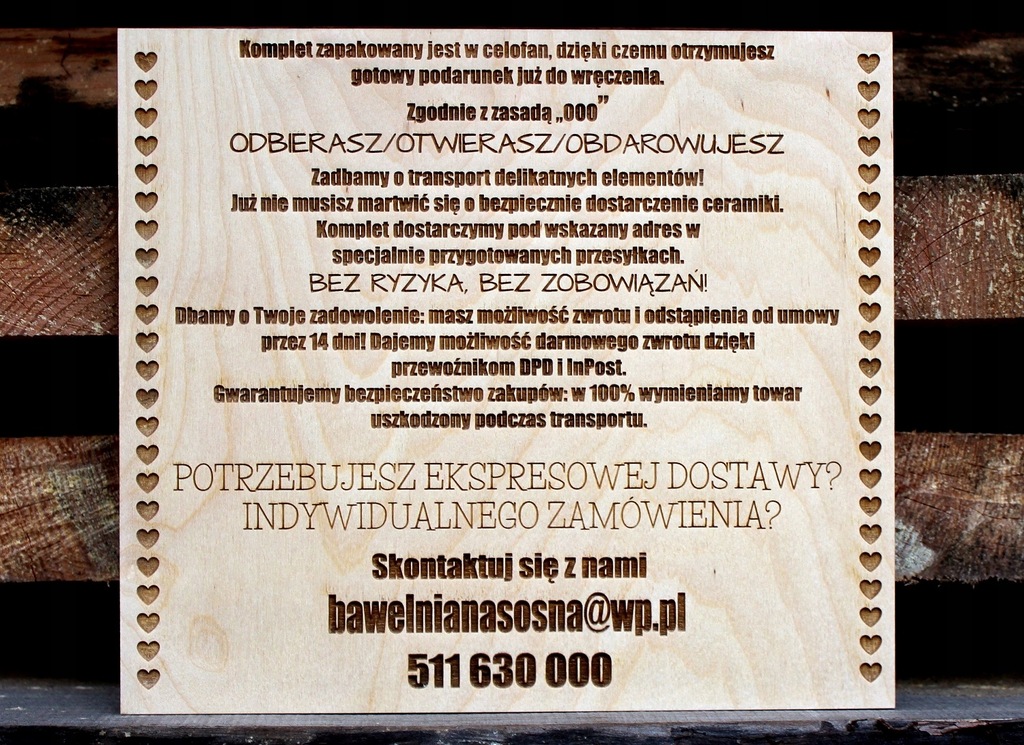 Komplet zapakowany jest w celofan, dzięki czemu otrzymujesz
gotowy podarunek już do wręczenia.
Zgodnie z zasadą „000”
ODBIERASZ/OTWIERASZ/OBDAROWUJESZ
Zadbamy o transport delikatnych elementów!
Już nie musisz martwić się o bezpiecznie dostarczenie ceramiki.
Komplet dostarczymy pod wskazany adres w
specjalnie przygotowanych przesyłkach.
BEZ RYZYKA, BEZ ZOBOWIĄZAŃ!
Dbamy o Twoje zadowolenie: masz możliwość zwrotu i odstąpienia od umowy
przez 14 dni! Dajemy możliwość darmowego zwrotu dzięki
przewoźnikom DPD i InPost.
Gwarantujemy bezpieczeństwo zakupów: w 100% wymieniamy towar
uszkodzony podczas transportu.
POTRZEBUJESZ EKSPRESOWEJ DOSTAWY?
INDYWIDUALNEGO ZAMÓWIENIA?
Skontaktuj się z nami
bawelnianasosna@wp.pl
511 630 000